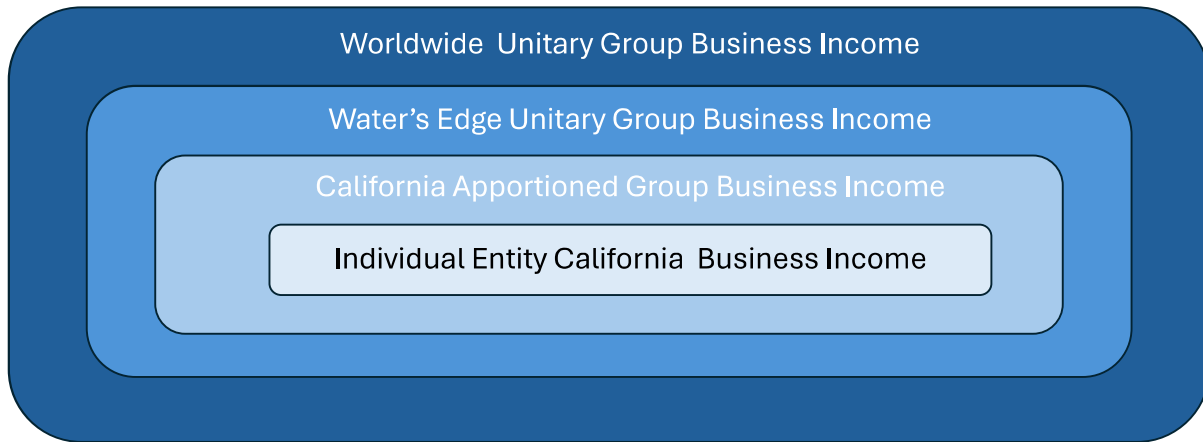 Worldwide  Unitary Group Business Income
Water’s Edge Unitary Group Business Income
California Apportioned Group Business Income
Individual Entity California  Business Income